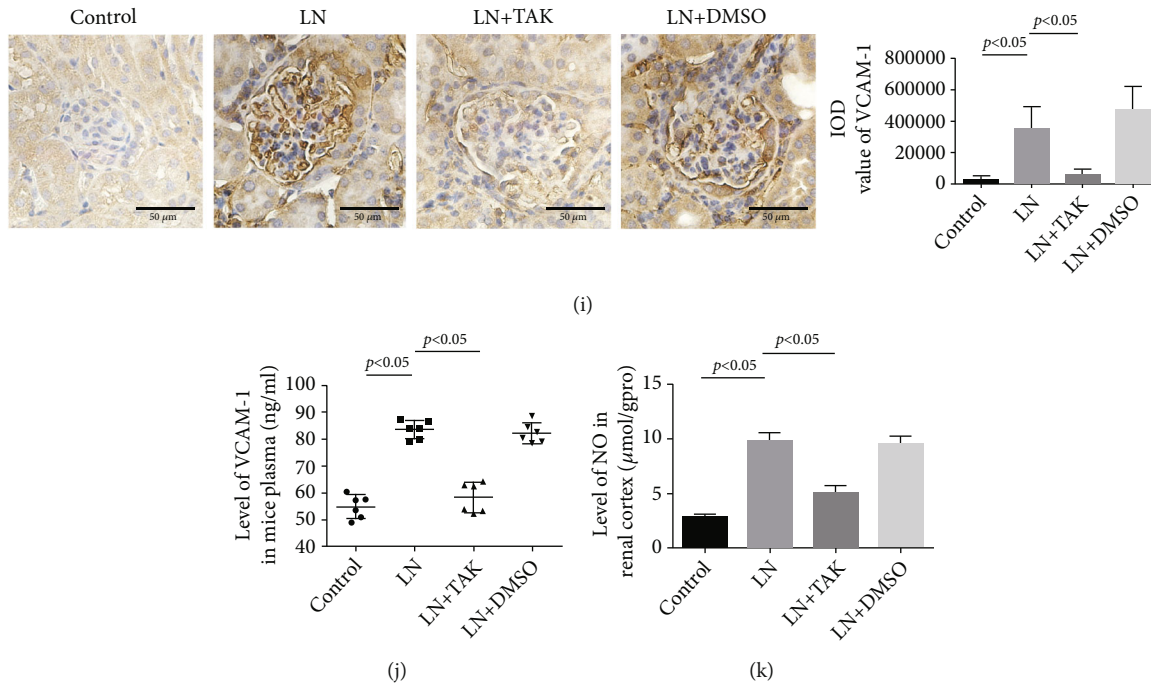 Control
LN
LN+TAK
LN+DMSO
50 µm
50 µm
50 µm
50 µm
IOD
value of VCAM-1
p<0.05
p<0.05
800000
600000
400000
20000
0
Control
LN
LN+TAK
LN+DMSO
(i)
Level of VCAM-1
in mice plasma (ng/ml)
p<0.05
p<0.05
100
90
80
70
60
50
40
Control
LN
LN+TAK
LN+DMSO
(j)
Level of NO in
renal cortex (µmol/gpro)
p<0.05
p<0.05
15
10
5
0
Control
LN
LN+TAK
LN+DMSO
(k)